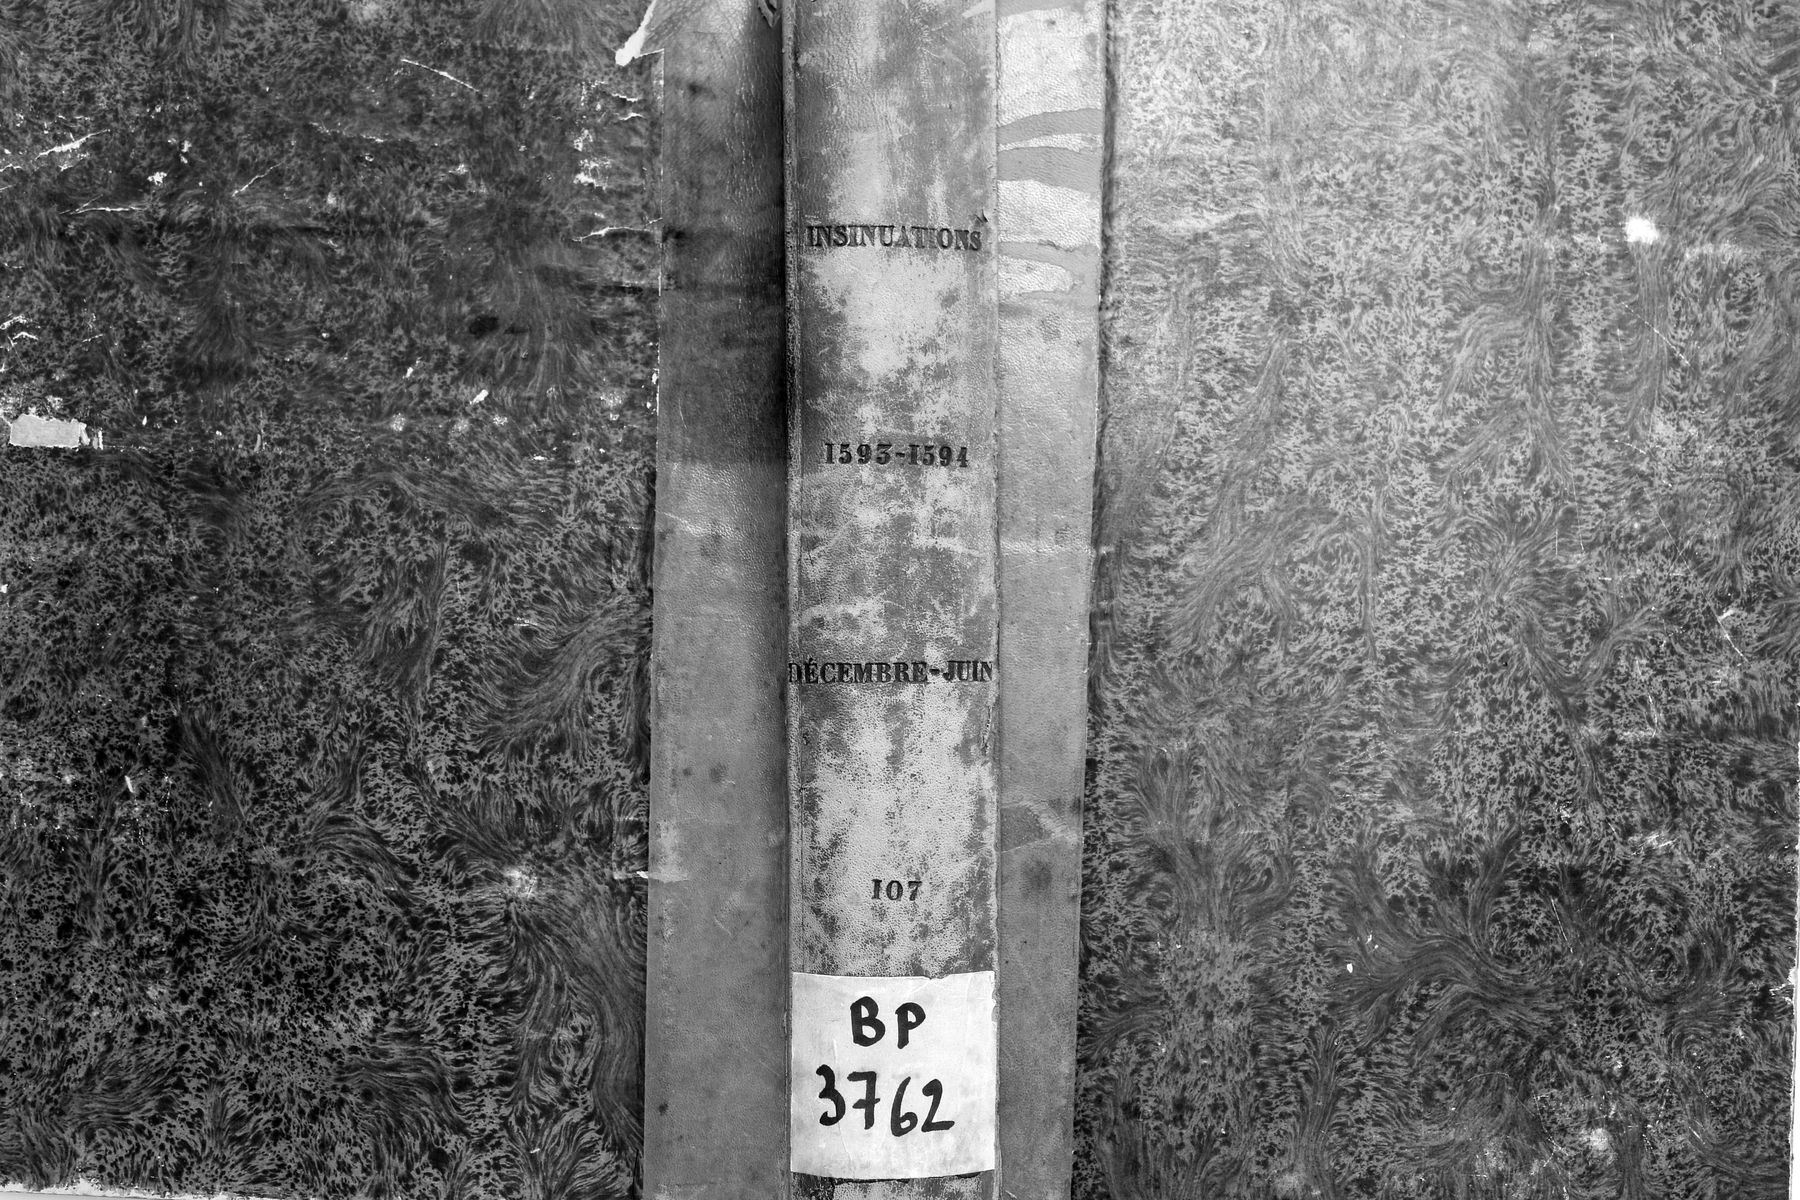 INSINUATIONS
1593-1594
DÉCEMBRE-JUIN
107
BP
3762